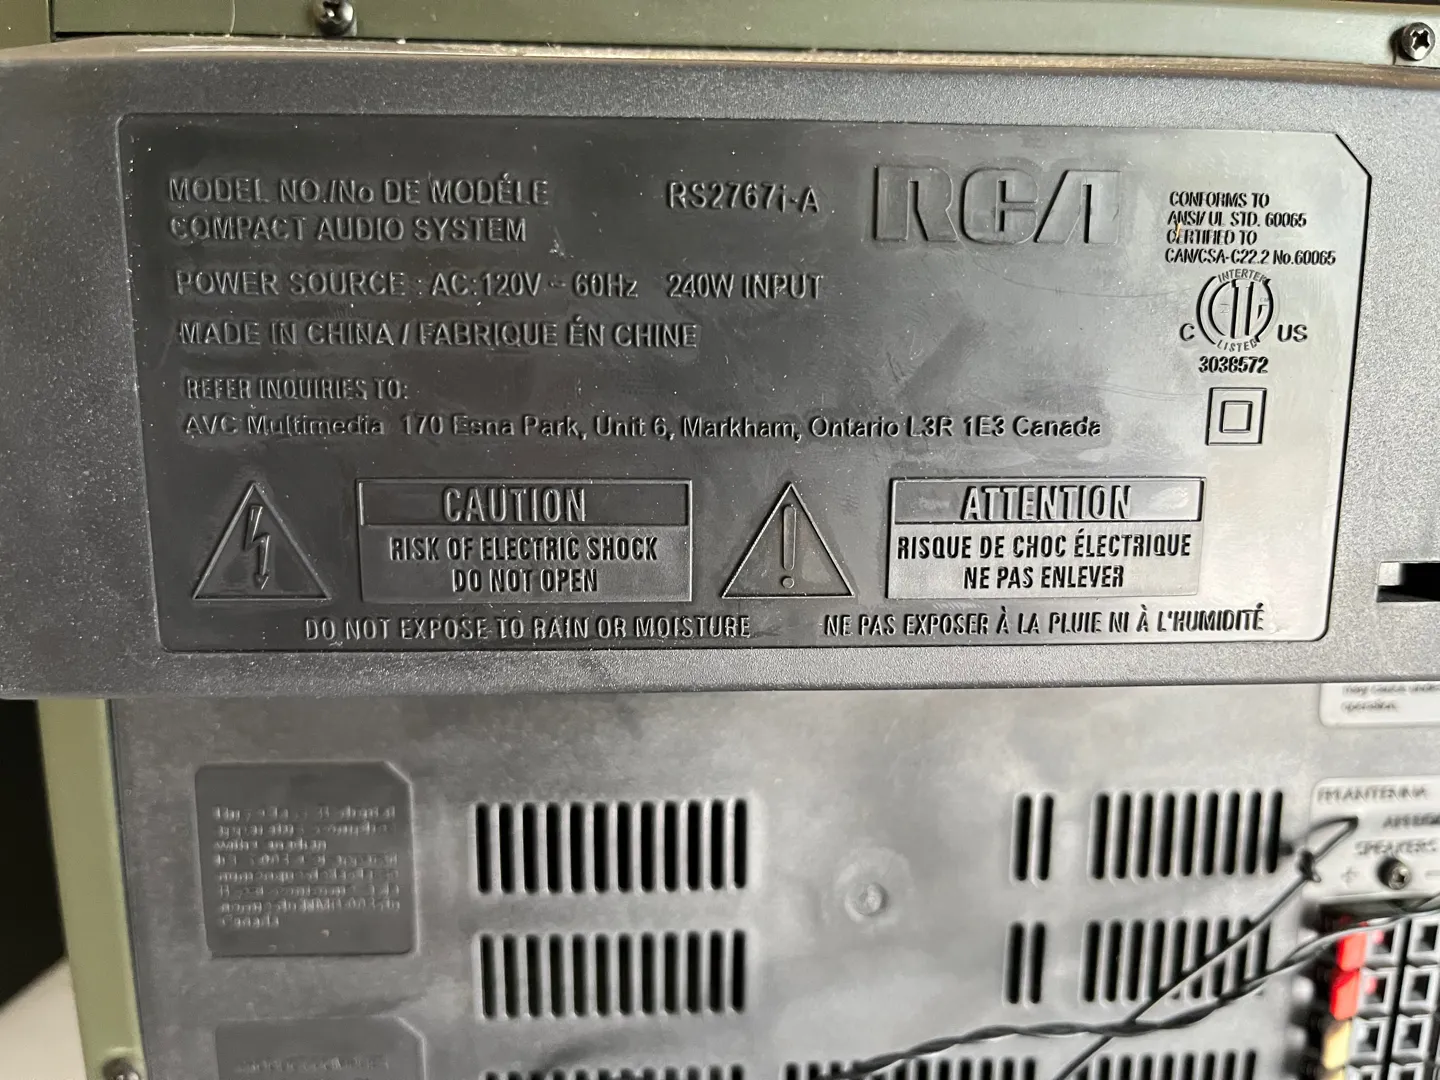 MODEL NO./No DE MODÉLE RS2767i-A
COMPACT AUDIO SYSTEM
RCA
CONFORMS TO
ANSI/ UL STD. 60065
CERTIFIED TO
CAN/CSA-C22.2 No.60065
POWER SOURCE : AC:120V ~ 60Hz 240W INPUT
MADE IN CHINA / FABRIQUE ÉN CHINE
INTERTEK
C US
LISTED
3038572
REFER INQUIRIES TO:
AVC Multimedia 170 Esna Park, Unit 6, Markham, Ontario L3R 1E3 Canada
CAUTION
RISK OF ELECTRIC SHOCK
DO NOT OPEN
ATTENTION
RISQUE DE CHOC ÉLECTRIQUE
NE PAS ENLEVER
DO NOT EXPOSE TO RAIN OR MOISTURE
NE PAS EXPOSER À LA PLUIE NI À L'HUMIDITÉ
may cause
operation.
FM ANTENNA
SPEAKERS
+ −
Canada